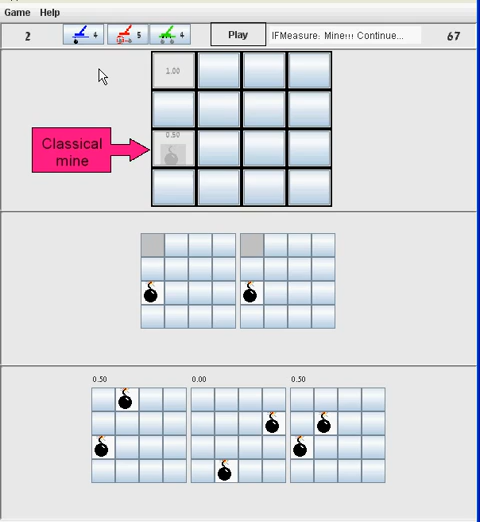 Game Help
2 4 5 4 Play IFMeasure: Mine!!! Continue... 67
1.00
0.50
Classical
mine
0.50 0.00 0.50